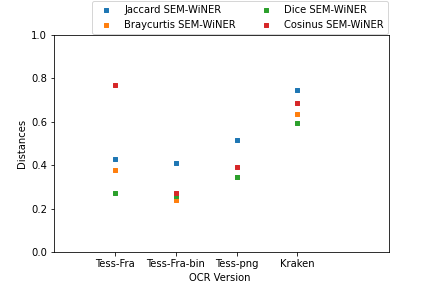 Jaccard SEM-WiNER
Braycurtis SEM-WiNER
Dice SEM-WiNER
Cosinus SEM-WiNER
1.0
0.8
0.6
0.4
0.2
0.0
Distances
Tess-Fra
Tess-Fra-bin
Tess-png
Kraken
OCR Version